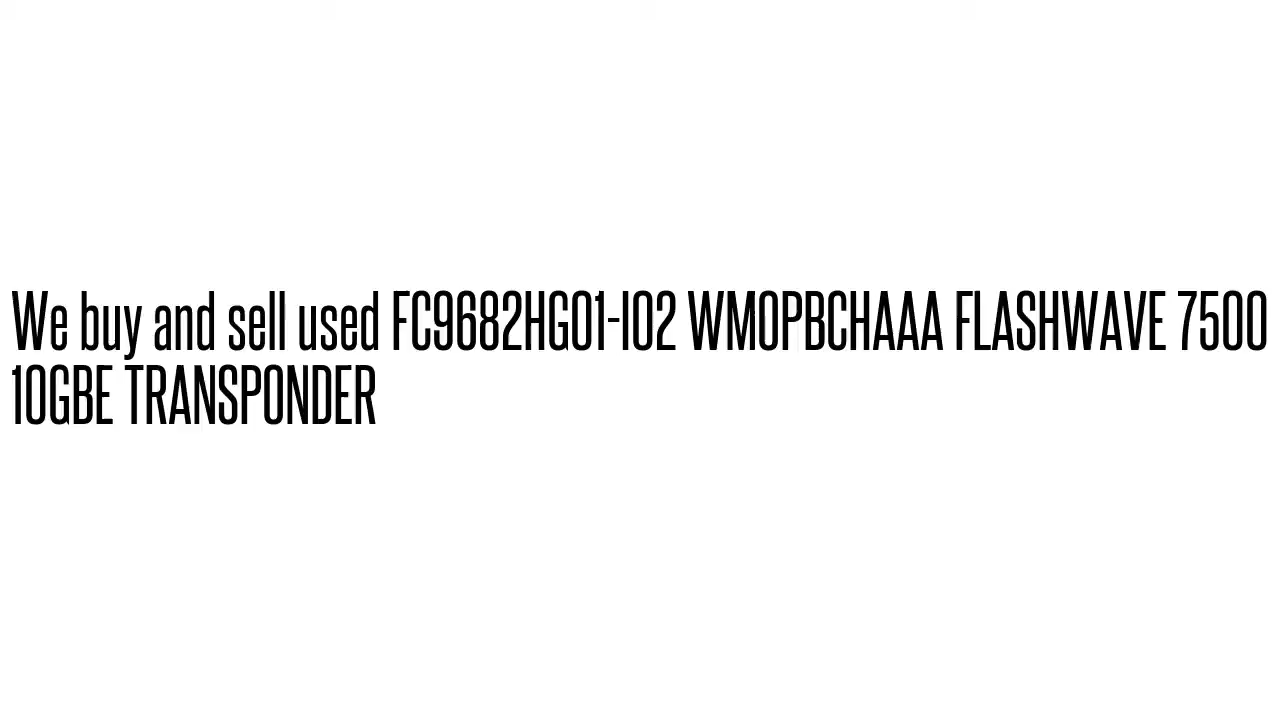 We buy and sell used FC9682HG01-I02 WMOPBCHAAA FLASHWAVE 7500
10GBE TRANSPONDER